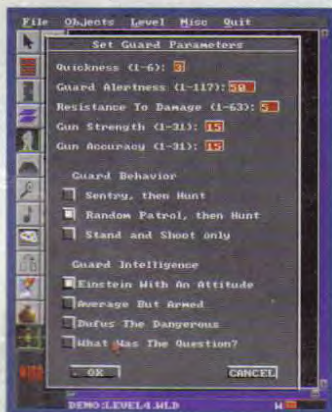 File Objects Level Misc Quit
Set Guard Parameters
Quickness (1-6): 3
Guard Alertness (1-117): 50
Resistance To Damage (1-63): 5
Gun Strength (1-31): 15
Gun Accuracy (1-31): 15
Guard Behavior
Sentry, then Hunt
Random Patrol, then Hunt
Stand and Shoot only
Guard Intelligence
Einstein With An Attitude
Average But Armed
Dufus The Dangerous
What Was The Question?
OK CANCEL
DEMO:LEVEL4.WLD